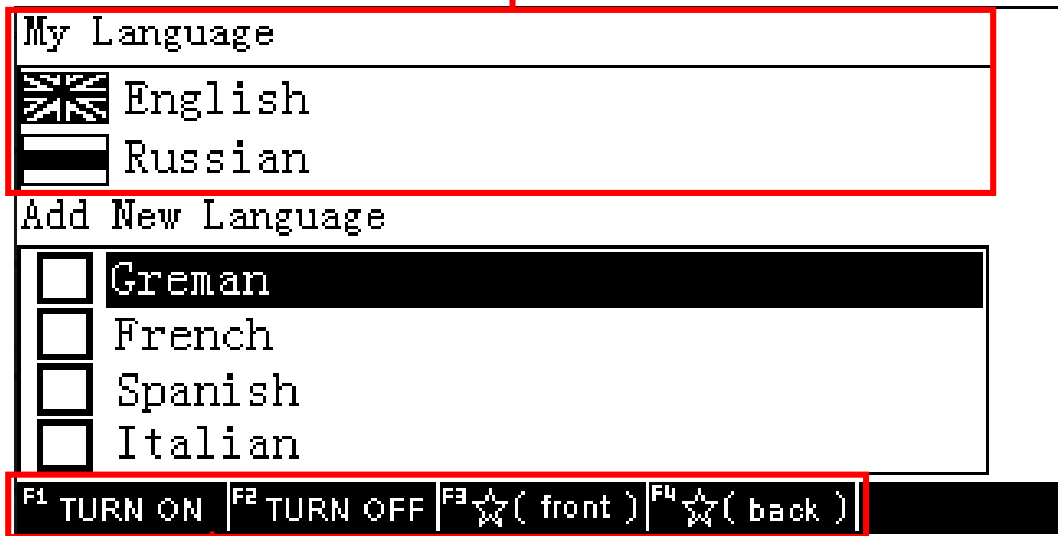 My Language
English
Russian
Add New Language
Greman
French
Spanish
Italian
F1 TURN ON F2 TURN OFF F3 ☆( front ) F4 ☆( back )